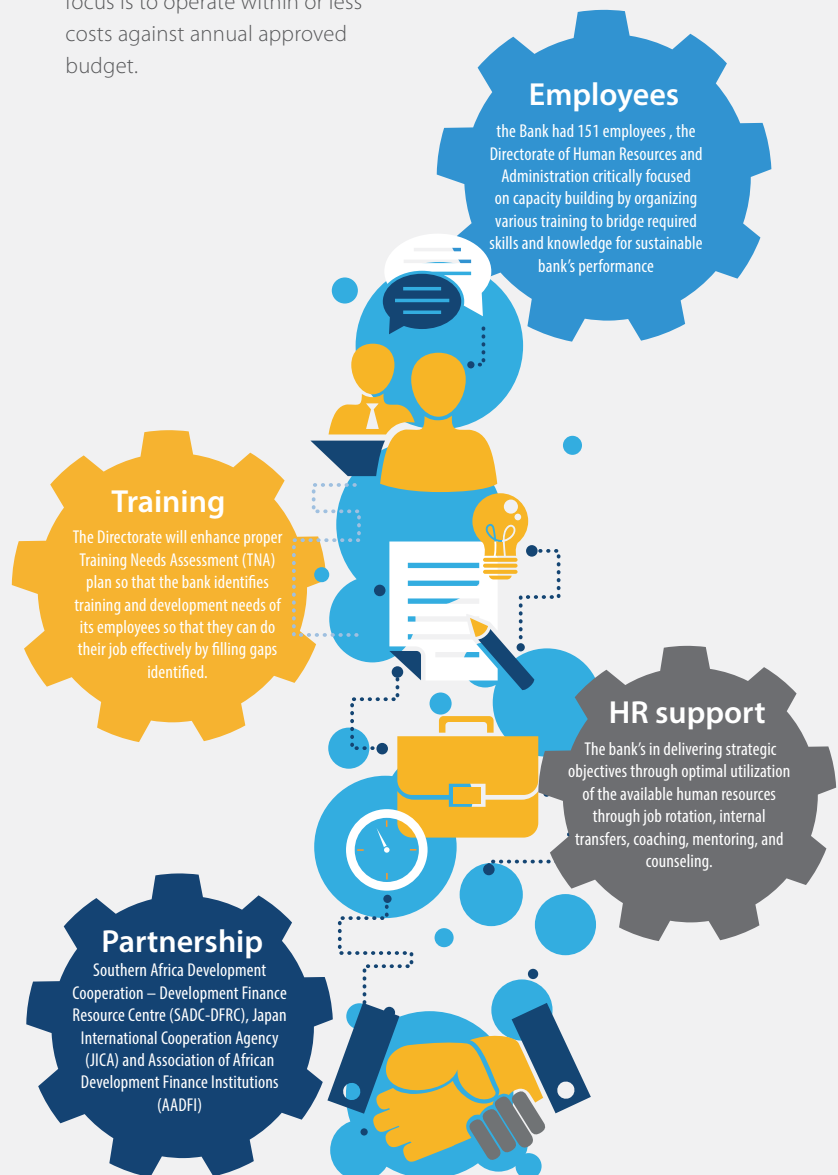 focus is to operate within or less
costs against annual approved
budget.
Employees
the Bank had 151 employees , the
Directorate of Human Resources and
Administration critically focused
on capacity building by organizing
various training to bridge required
skills and knowledge for sustainable
bank's performance
Training
The Directorate will enhance proper
Training Needs Assessment (TNA)
plan so that the bank identifies
training and development needs of
its employees so that they can do
their job effectively by filling gaps
identified.
HR support
The bank's in delivering strategic
objectives through optimal utilization
of the available human resources
through job rotation, internal
transfers, coaching, mentoring, and
counseling.
Partnership
Southern Africa Development
Cooperation – Development Finance
Resource Centre (SADC-DFRC), Japan
International Cooperation Agency
(JICA) and Association of African
Development Finance Institutions
(AADFI)